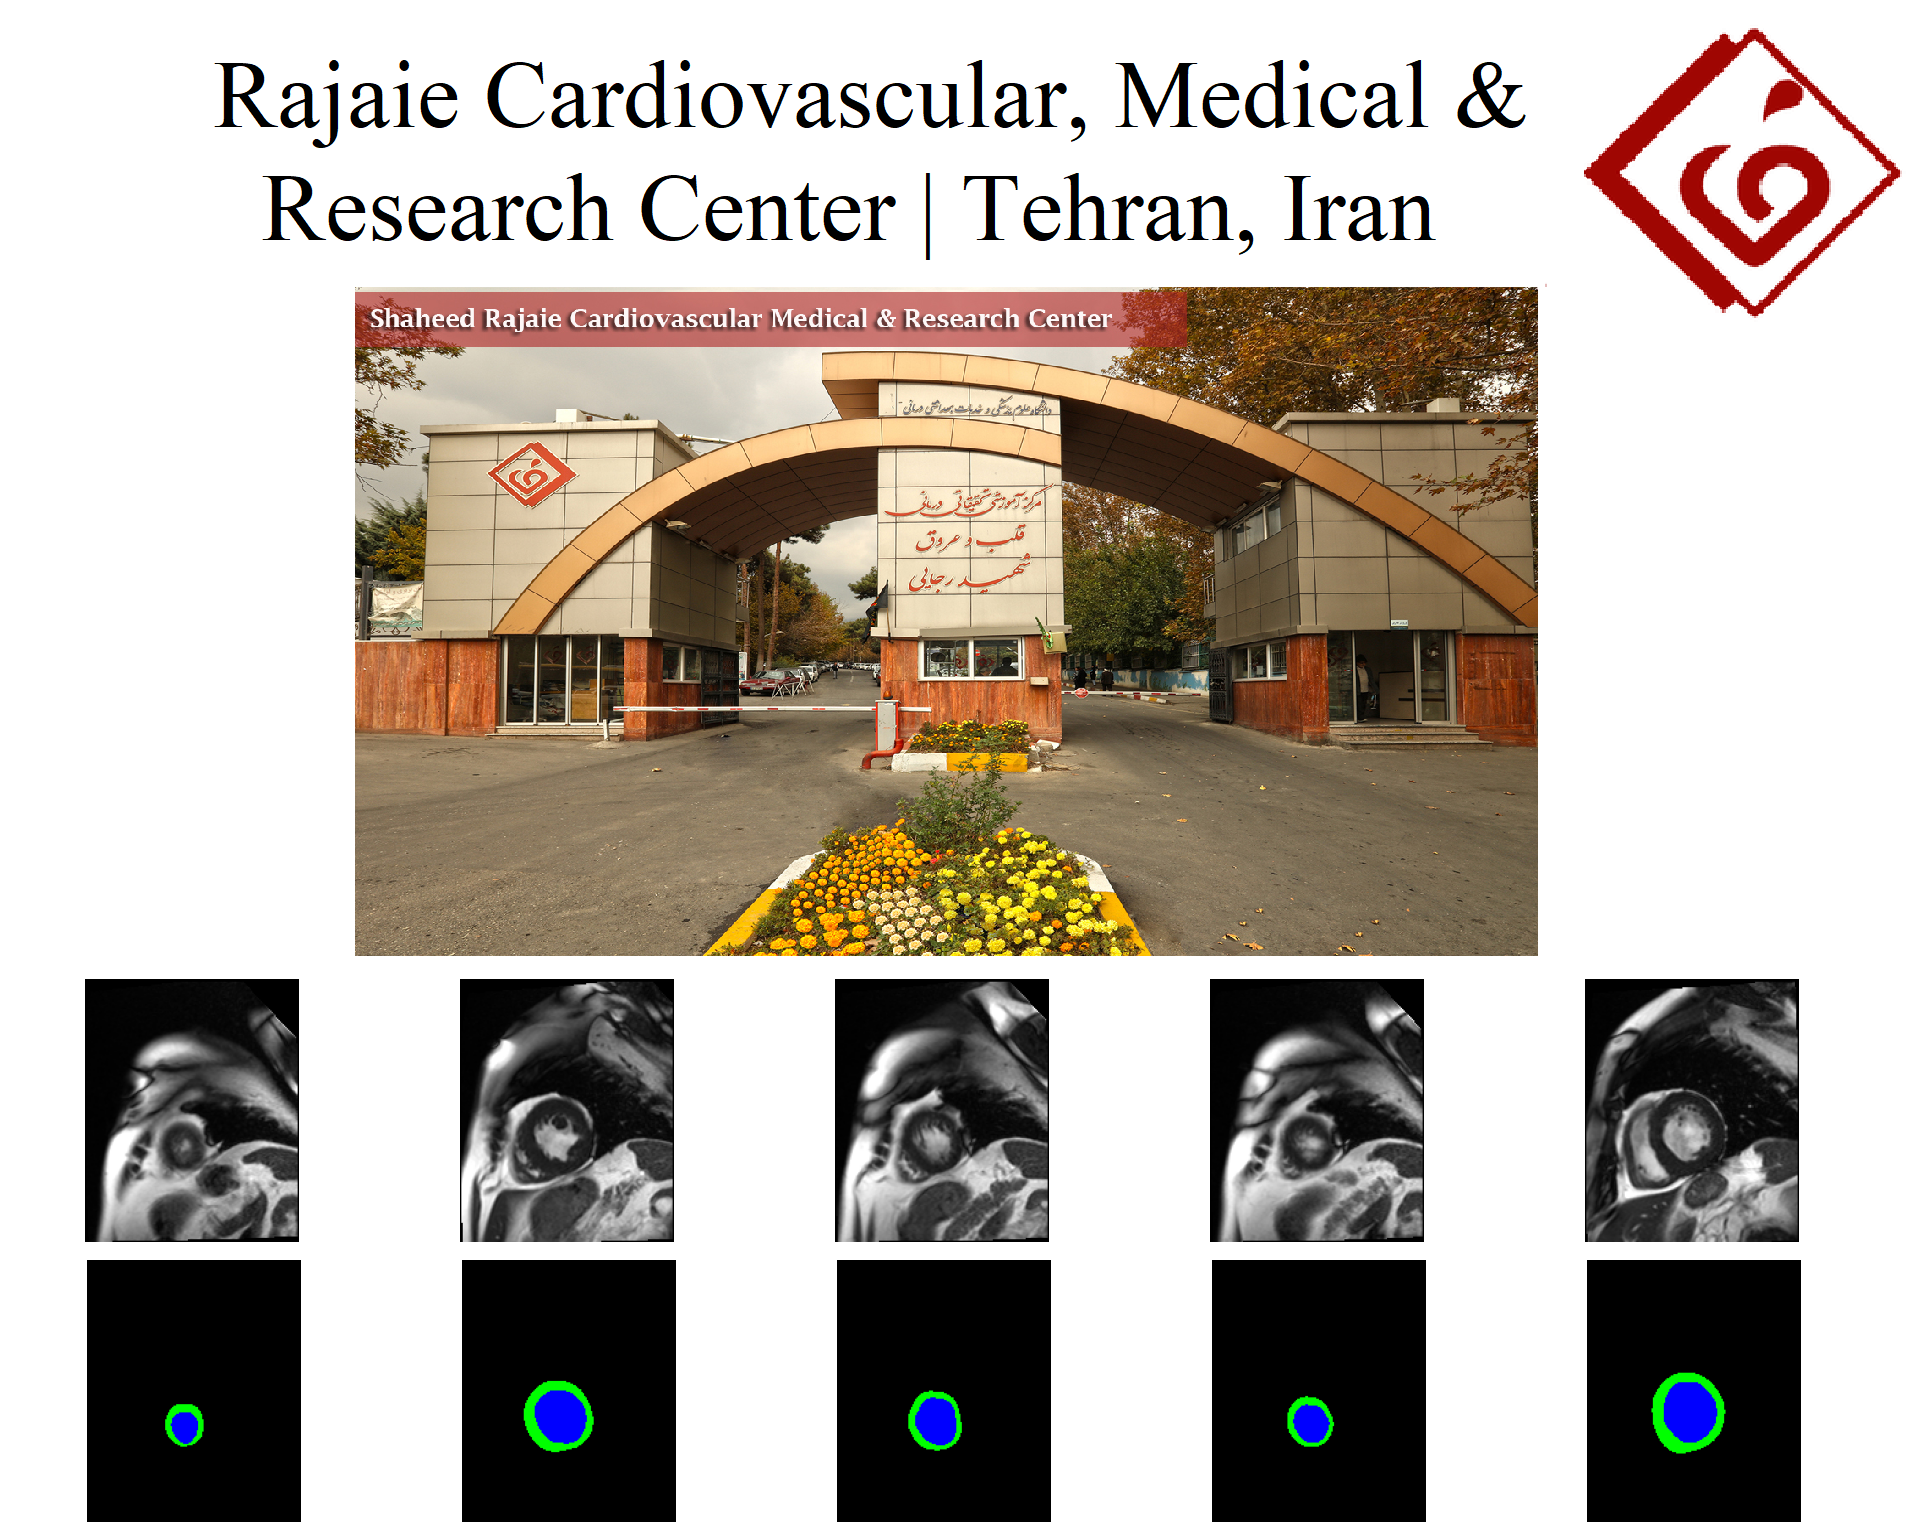 Rajaie Cardiovascular, Medical &
Research Center | Tehran, Iran
Shaheed Rajaie Cardiovascular Medical & Research Center
دانشگاه علوم پزشکی و خدمات بهداشتی درمانی
مرکز آموزشی تحقیقاتی درمانی
قلب و عروق
شهید رجایی